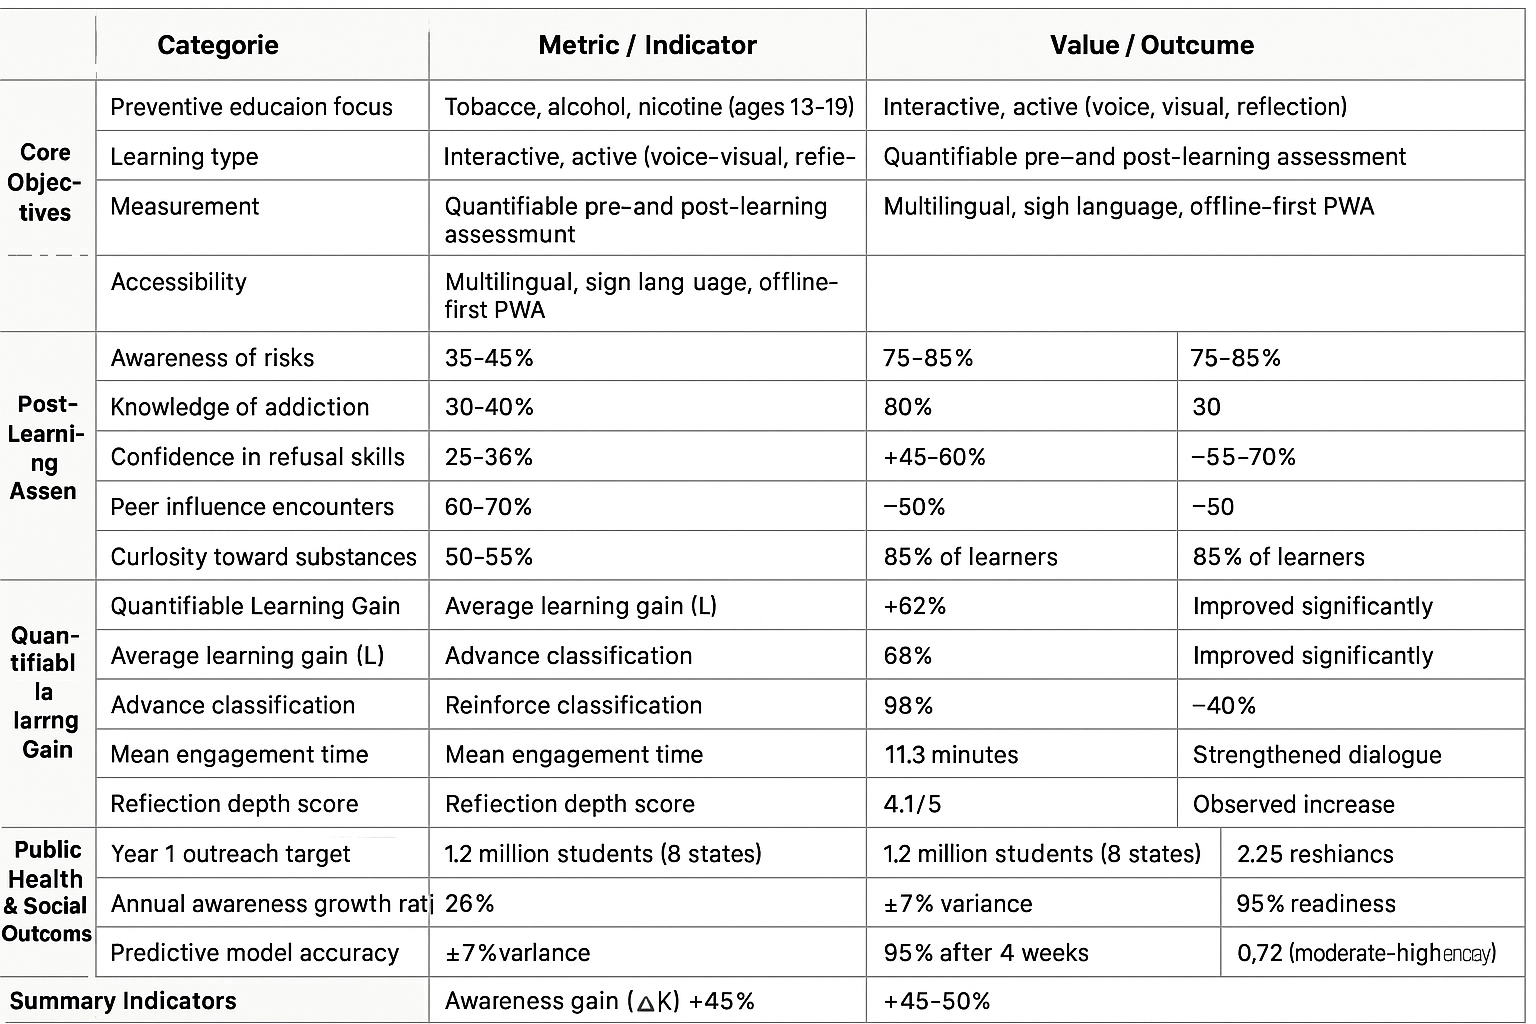 Categorie Metric / Indicator Value / Outcome
Core
Objec-
tives
Preventive educaion focus Tobacce, alcohol, nicotine (ages 13-19) Interactive, active (voice, visual, reflection)
Learning type Interactive, active (voice-visual, refie- Quantifiable pre–and post-learning assessment
Measurement Quantifiable pre-and post-learning Multilingual, sigh language, offline-first PWA
assessmunt
Accessibility Multilingual, sign lang uage, offline-
first PWA
Post-
Learni-
ng
Assen
Awareness of risks 35-45% 75-85% 75-85%
Knowledge of addiction 30-40% 80% 30
Confidence in refusal skills 25-36% +45-60% –55-70%
Peer influence encounters 60-70% –50% –50
Curlosity toward substances 50-55% 85% of learners 85% of learners
Quan-
tifiabl
la
larrng
Gain
Quantifiable Learning Gain Average learning gain (L) +62% Improved significantly
Average learning gain (L) Advance classification 68% Improved significantly
Advance classification Reinforce classification 98% –40%
Mean engagement time Mean engagement time 11.3 minutes Strengthened dialogue
Refiection depth score Refiection depth score 4.1/5 Observed increase
Public
Health
& Social
Outcoms
Year 1 outreach target 1.2 million students (8 states) 1.2 million students (8 states) 2.25 reshiancs
Annual awareness growth rati 26% ±7% variance 95% readiness
Predictive model accuracy ±7%varlance 95% after 4 weeks 0,72 (moderate-high encay)
Summary Indicators Awareness gain (△K) +45% +45-50%